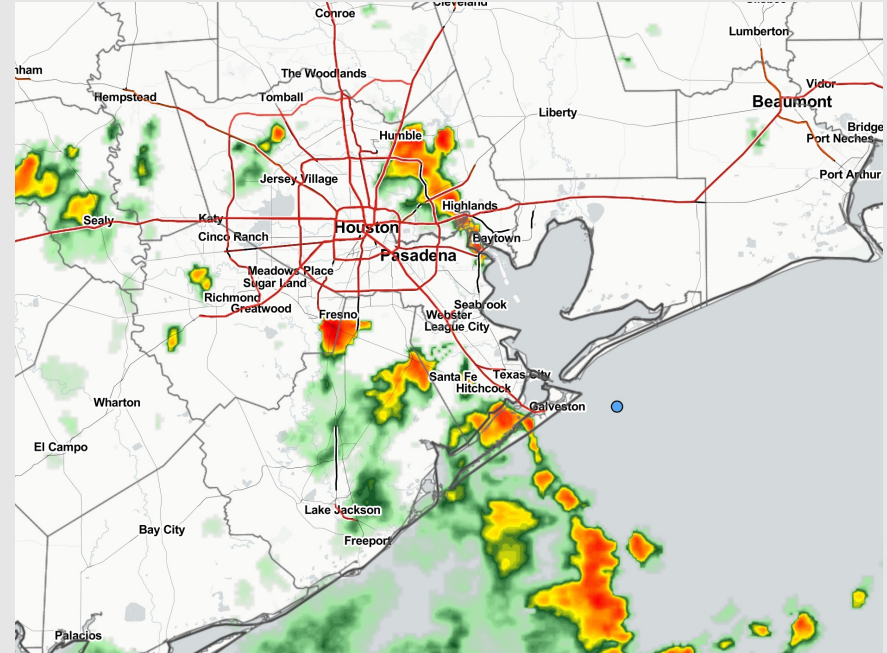 Conroe
Cleveland
Lumberton
The Woodlands
Hempstead
Tomball
Vidor
Beaumont
Liberty
Humble
Bridge
Port Neches
Port Arthur
Jersey Village
Highlands
Sealy
Katy
Houston
Cinco Ranch
Baytown
Pasadena
Meadows Place
Sugar Land
Richmond
Greatwood
Seabrook
Fresno
Webster
League City
Santa Fe
Texas City
Hitchcock
Wharton
Galveston
El Campo
Lake Jackson
Bay City
Freeport
Palacios